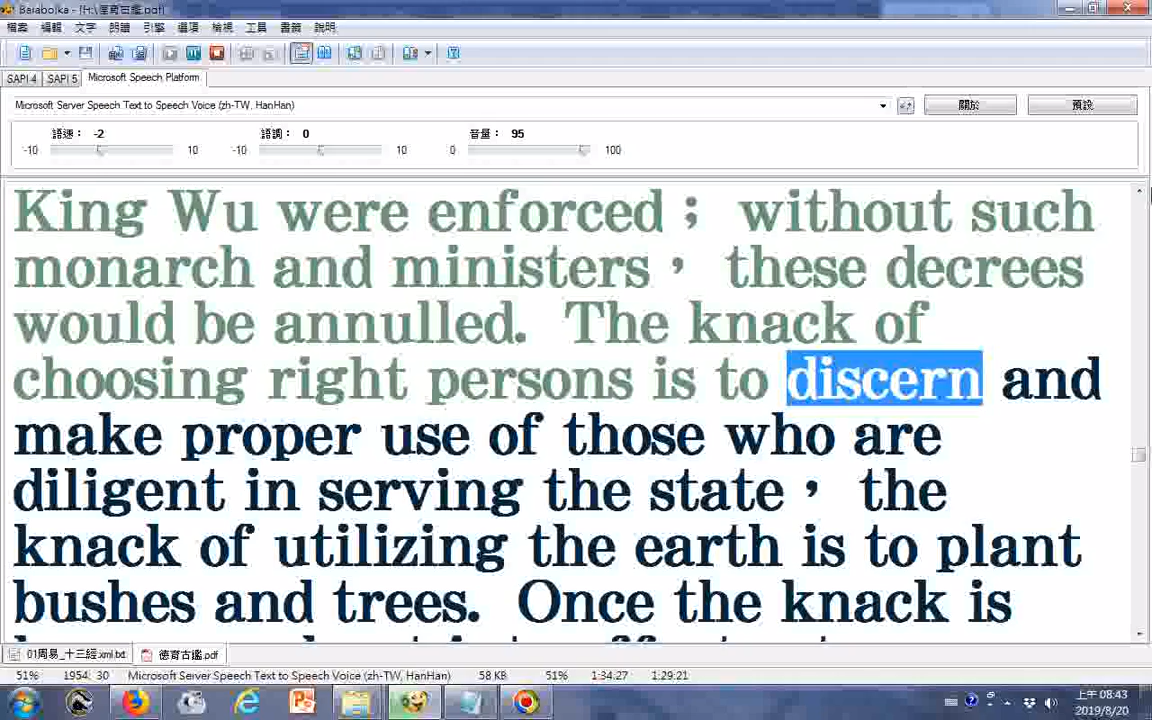 Balabolka - [H:\德育古鑑.pdf]
檔案 編輯 文字 朗讀 引擎 選項 檢視 工具 書籤 說明
SAPI 4 SAPI 5 Microsoft Speech Platform
Microsoft Server Speech Text to Speech Voice (zh-TW, HanHan) 關於 預設
語速： -2 語調： 0 音量： 95
-10 10 -10 10 0 100
King Wu were enforced； without such
monarch and ministers， these decrees
would be annulled. The knack of
choosing right persons is to discern and
make proper use of those who are
diligent in serving the state， the
knack of utilizing the earth is to plant
bushes and trees. Once the knack is
01周易_十三經.xml.txt 德育古鑑.pdf
51% 1954 30 Microsoft Server Speech Text to Speech Voice (zh-TW, HanHan) 58 KB 51% 1:34.27 1:29:21
上午 08:43
2019/8/20